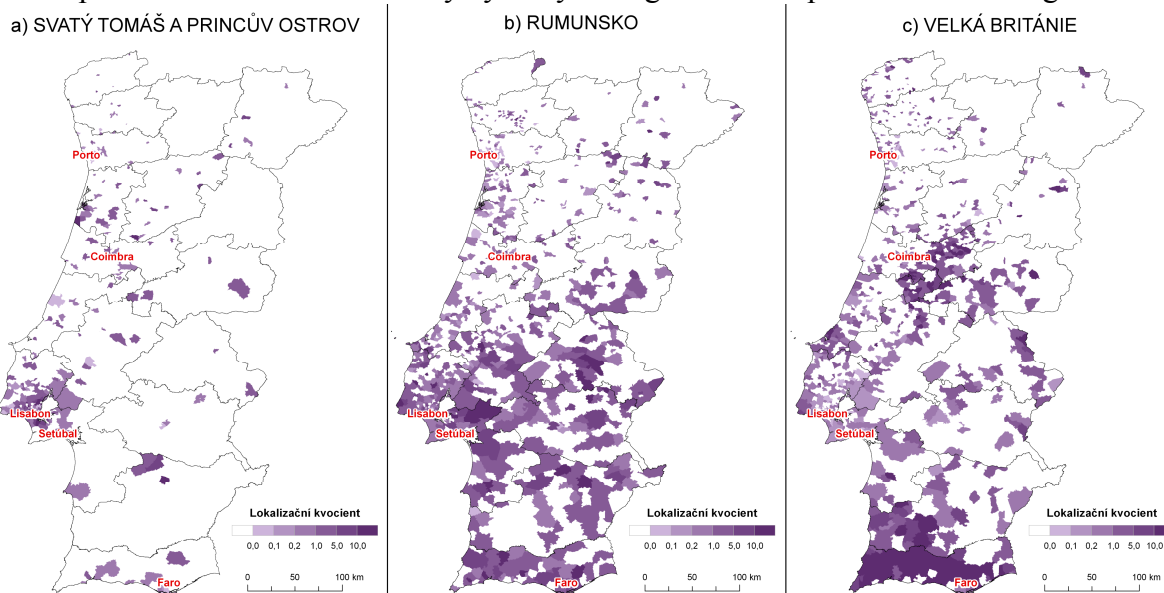 a) SVATÝ TOMÁŠ A PRINCŮV OSTROV
Porto
Coimbra
Lisabon
Setúbal
Lokalizační kvocient
0,0 0,1 0,2 1,0 5,0 10,0
Faro
0 50 100 km
b) RUMUNSKO
Porto
Coimbra
Lisabon
Setúbal
Lokalizační kvocient
0,0 0,1 0,2 1,0 5,0 10,0
Faro
0 50 100 km
c) VELKÁ BRITÁNIE
Porto
Coimbra
Lisabon
Setúbal
Lokalizační kvocient
0,0 0,1 0,2 1,0 5,0 10,0
Faro
0 50 100 km